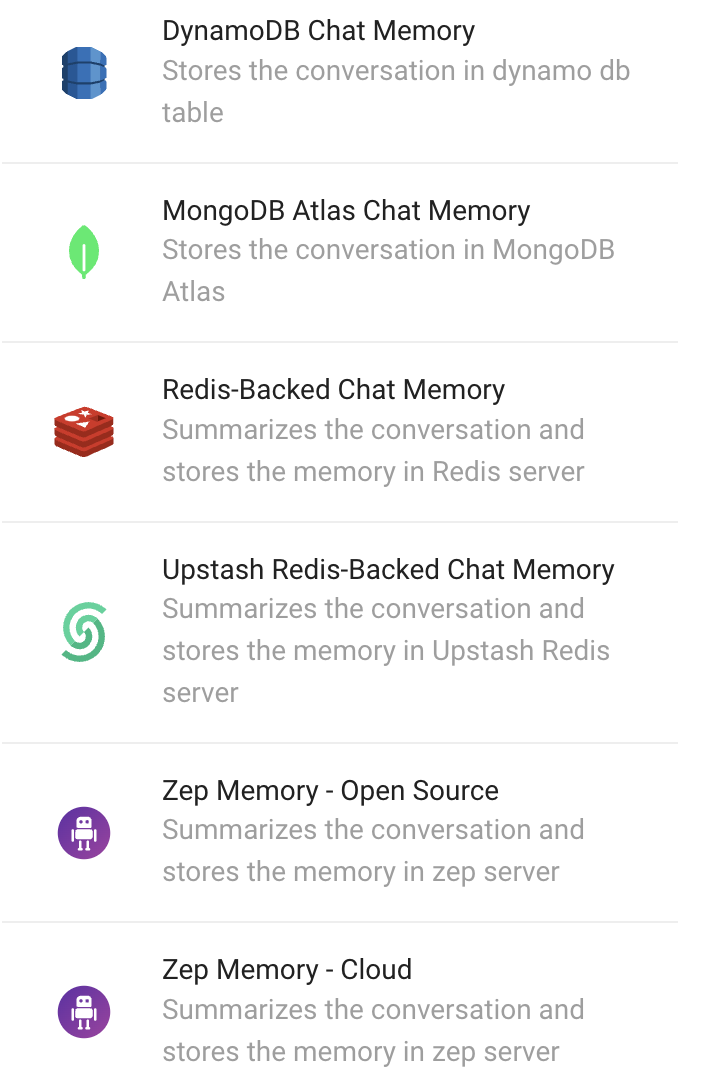 DynamoDB Chat Memory
Stores the conversation in dynamo db
table
MongoDB Atlas Chat Memory
Stores the conversation in MongoDB
Atlas
Redis-Backed Chat Memory
Summarizes the conversation and
stores the memory in Redis server
Upstash Redis-Backed Chat Memory
Summarizes the conversation and
stores the memory in Upstash Redis
server
Zep Memory - Open Source
Summarizes the conversation and
stores the memory in zep server
Zep Memory - Cloud
Summarizes the conversation and
stores the memory in zep server